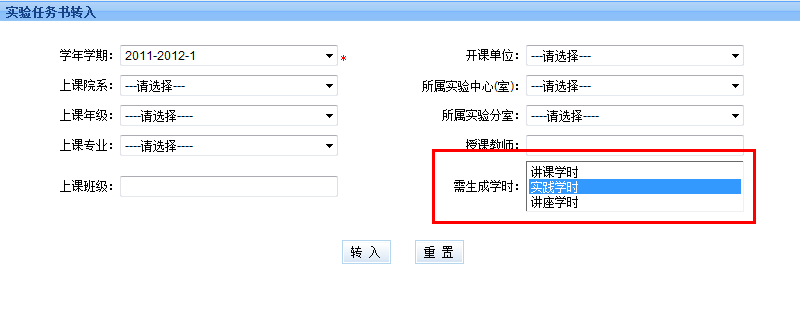 实验任务书转入
学年学期： 2011-2012-1 * 开课单位： ---请选择---
上课院系： ---请选择--- 所属实验中心(室)： ---请选择---
上课年级： ----请选择---- 所属实验分室： ----请选择----
上课专业： ----请选择---- 授课教师：
讲课学时
上课班级： 需生成学时： 实践学时
讲座学时
转 入 重 置